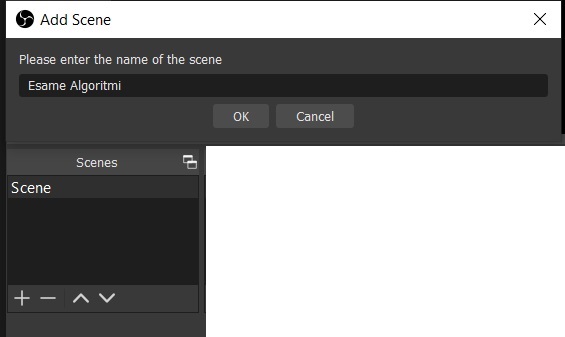 Add Scene
Please enter the name of the scene
Esame Algoritmi
OK Cancel
Scenes
Scene